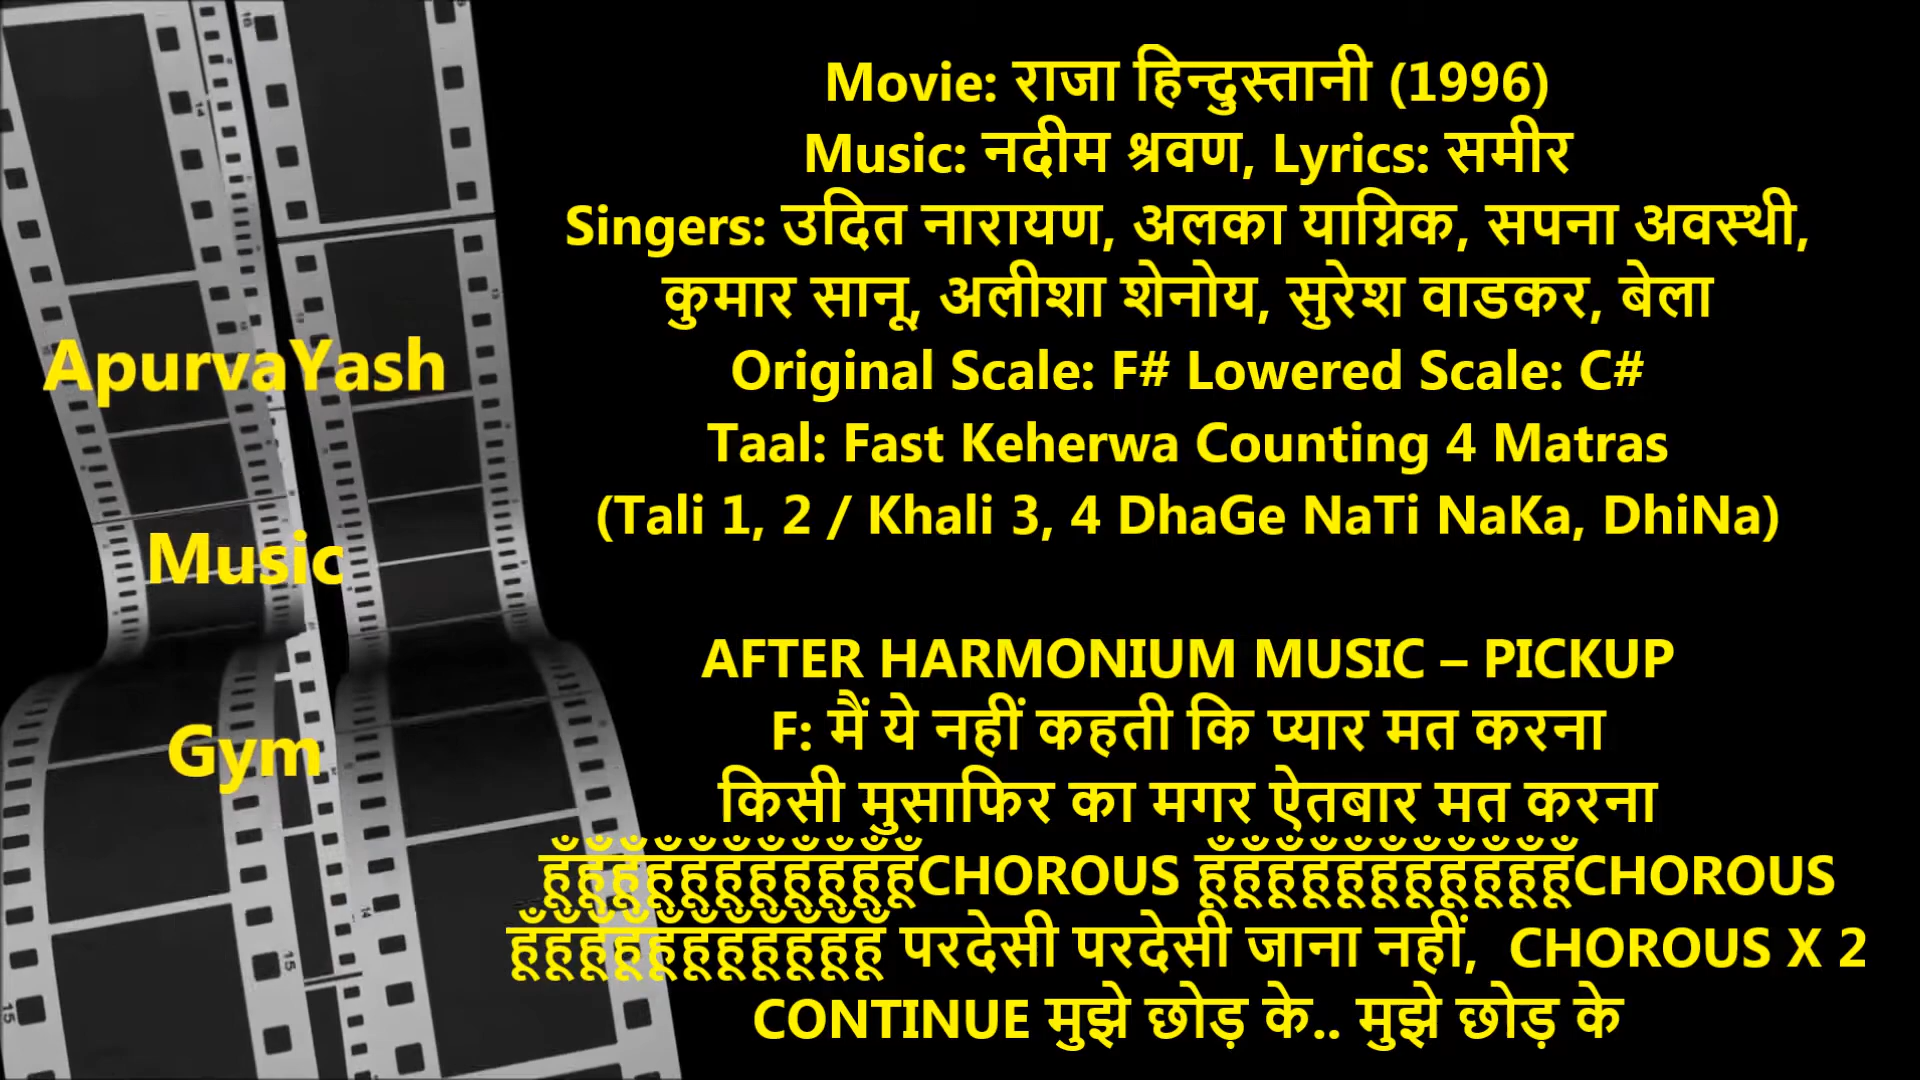 Movie: राजा हिन्दुस्तानी (1996)
Music: नदीम श्रवण, Lyrics: समीर
Singers: उदित नारायण, अलका याग्निक, सपना अवस्थी,
कुमार सानू, अलीशा शेनोय, सुरेश वाडकर, बेला
Original Scale: F# Lowered Scale: C#
Taal: Fast Keherwa Counting 4 Matras
(Tali 1, 2 / Khali 3, 4 DhaGe NaTi NaKa, DhiNa)
AFTER HARMONIUM MUSIC – PICKUP
F: मैं ये नहीं कहती कि प्यार मत करना
किसी मुसाफिर का मगर ऐतबार मत करना
हूँहूँहूँहूँहूँहूँहूँहूँहूँहूँहूँCHOROUS हूँहूँहूँहूँहूँहूँहूँहूँहूँहूँहूँCHOROUS
हूँहूँहूँहूँहूँहूँहूँहूँहूँहूँहूँ परदेसी परदेसी जाना नहीं, CHOROUS X 2
CONTINUE मुझे छोड़ के.. मुझे छोड़ के
ApurvaYash
Music
Gym